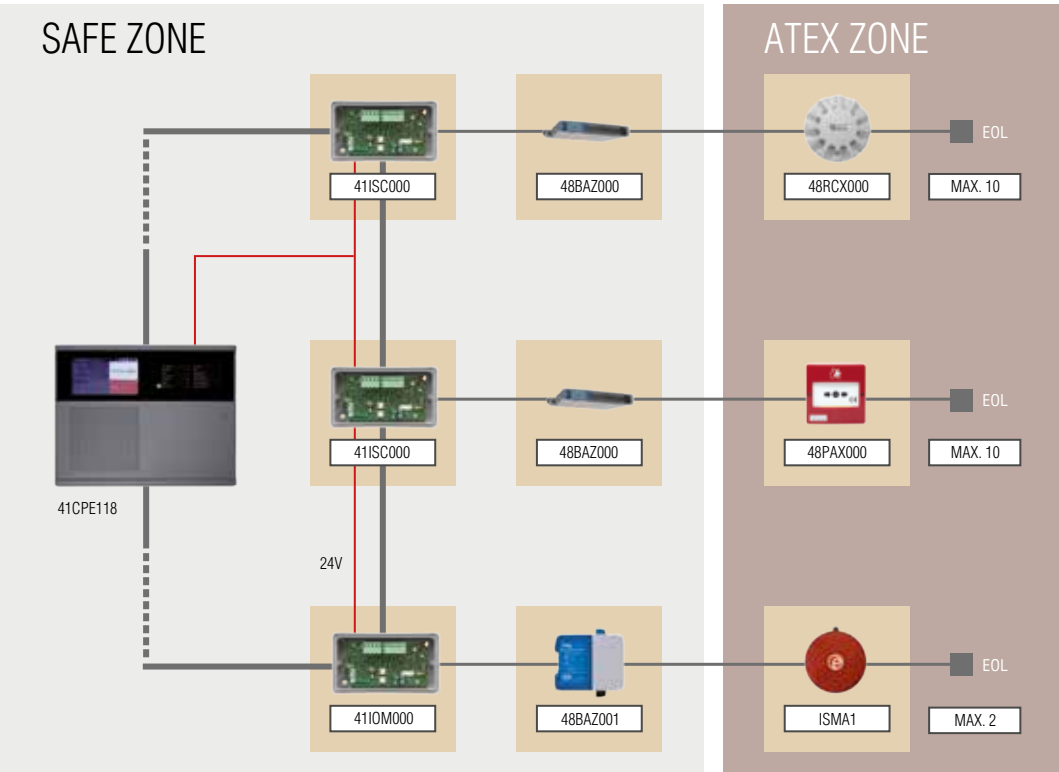 SAFE ZONE
ATEX ZONE
EOL
41ISC000
48BAZ000
48RCX000
MAX. 10
EOL
41ISC000
48BAZ000
48PAX000
MAX. 10
41CPE118
24V
EOL
41IOM000
48BAZ001
ISMA1
MAX. 2